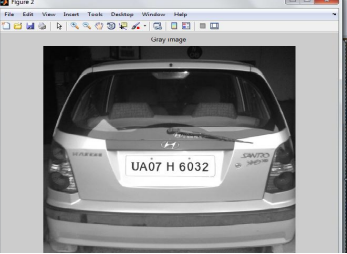 Figure 2
File Edit View Insert Tools Desktop Window Help
Gray image
SANTRO
UA07 H 6032